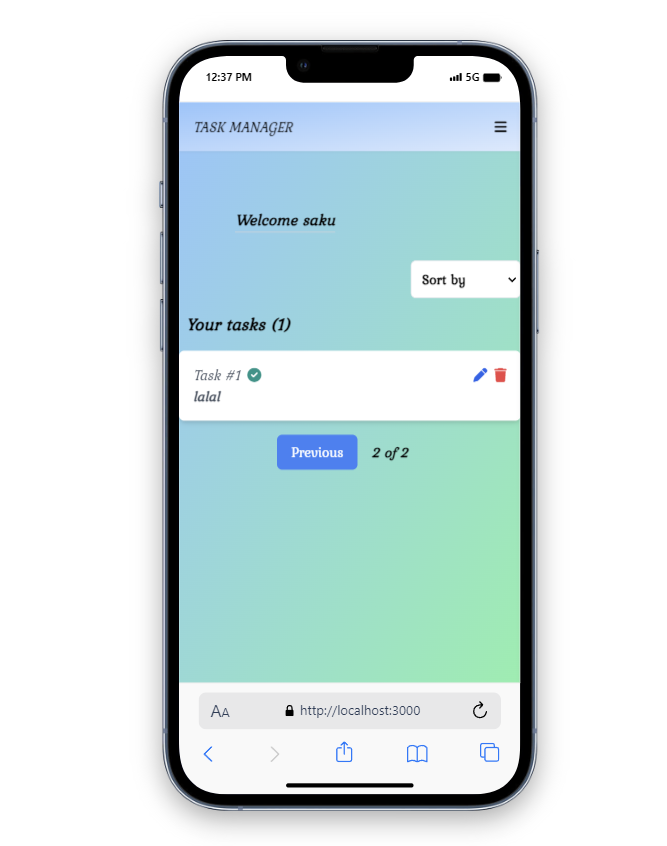 12:37 PM 5G
TASK MANAGER
Welcome saku
Sort by
Your tasks (1)
Task #1
lalal
Previous 2 of 2
AA http://localhost:3000